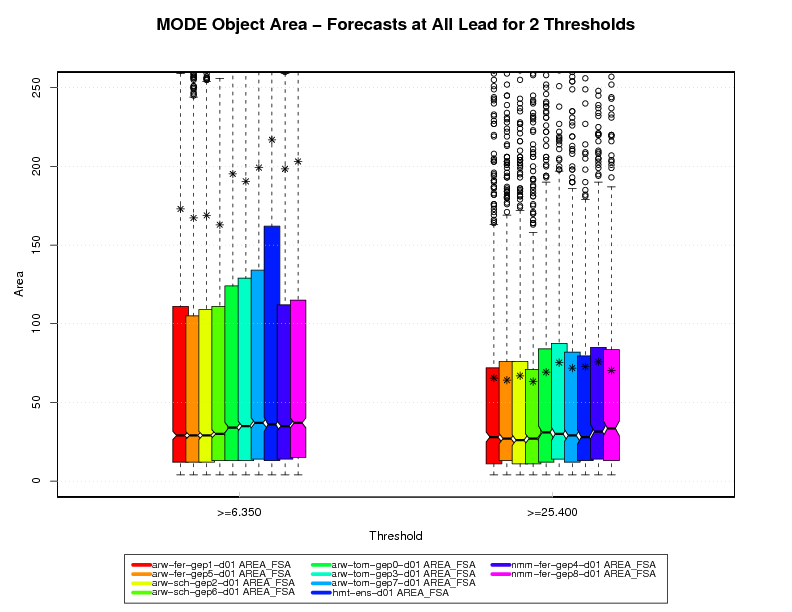 MODE Object Area – Forecasts at All Lead for 2 Thresholds
250
200
150
100
50
0
Area
>=6.350
>=25.400
Threshold
arw–fer–gep1–d01 AREA_FSA
arw–fer–gep5–d01 AREA_FSA
arw–sch–gep2–d01 AREA_FSA
arw–sch–gep6–d01 AREA_FSA
arw–tom–gep0–d01 AREA_FSA
arw–tom–gep3–d01 AREA_FSA
arw–tom–gep7–d01 AREA_FSA
hmt–ens–d01 AREA_FSA
nmm–fer–gep4–d01 AREA_FSA
nmm–fer–gep8–d01 AREA_FSA